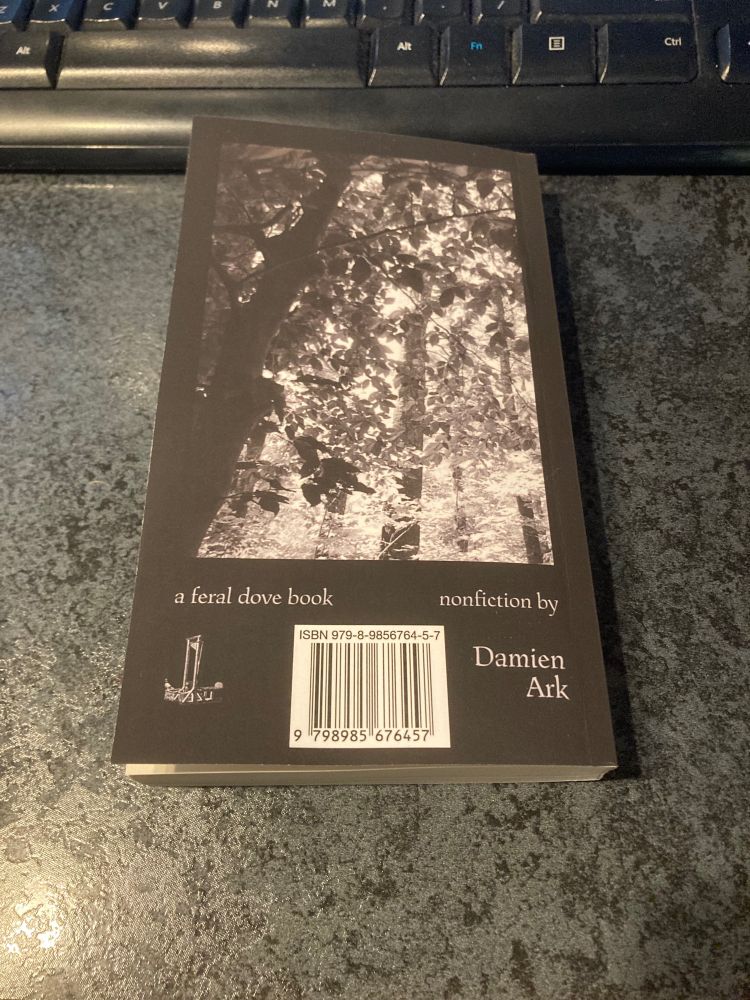 Z X C V B N M , . /
Alt Alt Fn Ctrl
a feral dove book
nonfiction by
ISBN 979-8-9856764-5-7
Damien
Ark
9 798985 676457